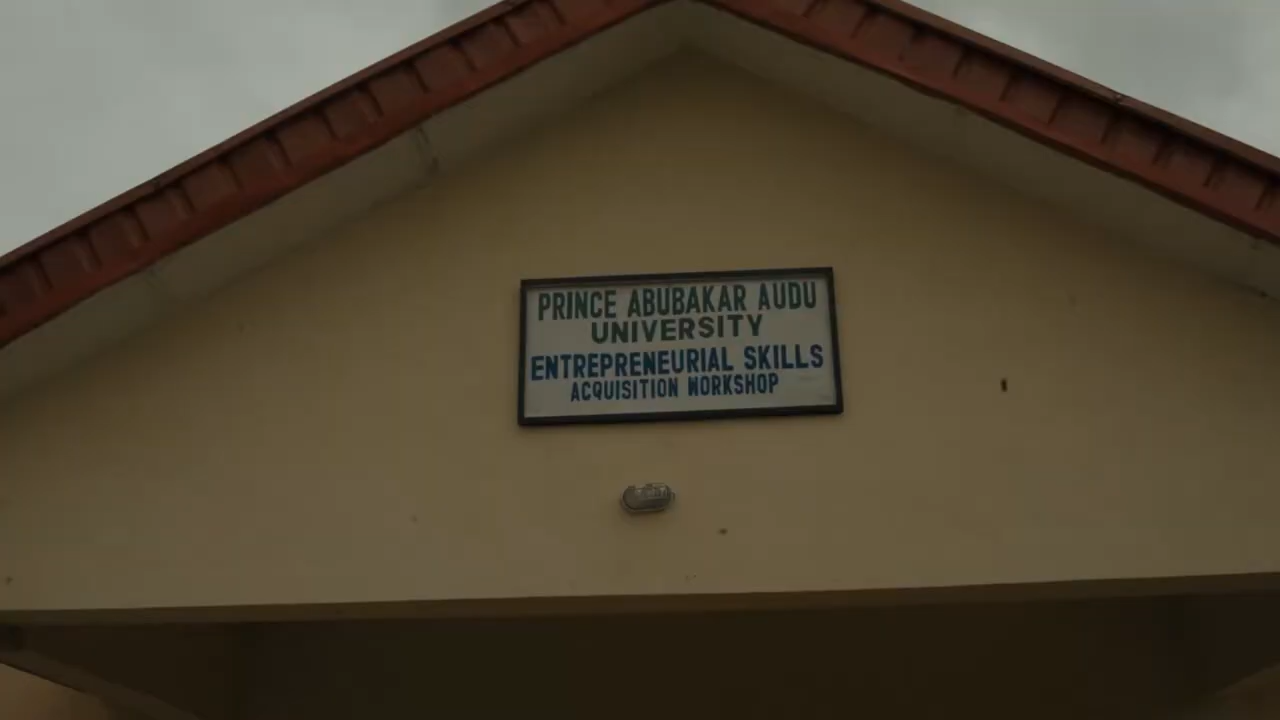 PRINCE ABUBAKAR AUDU
UNIVERSITY
ENTREPRENEURIAL SKILLS
ACQUISITION WORKSHOP